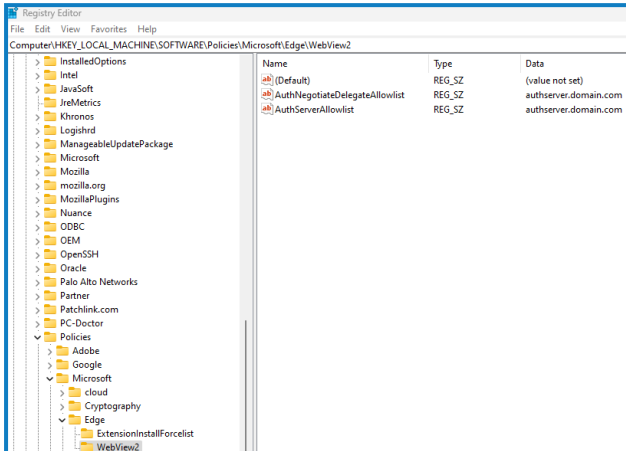 Registry Editor
File Edit View Favorites Help
Computer\HKEY_LOCAL_MACHINE\SOFTWARE\Policies\Microsoft\Edge\WebView2
InstalledOptions
Intel
JavaSoft
JreMetrics
Khronos
Logishrd
ManageableUpdatePackage
Microsoft
Mozilla
mozilla.org
MozillaPlugins
Nuance
ODBC
OEM
OpenSSH
Oracle
Palo Alto Networks
Partner
Patchlink.com
PC-Doctor
Policies
Adobe
Google
Microsoft
cloud
Cryptography
Edge
ExtensionInstallForcelist
WebView2
Name Type Data
ab (Default) REG_SZ (value not set)
ab AuthNegotiateDelegateAllowlist REG_SZ authserver.domain.com
ab AuthServerAllowlist REG_SZ authserver.domain.com